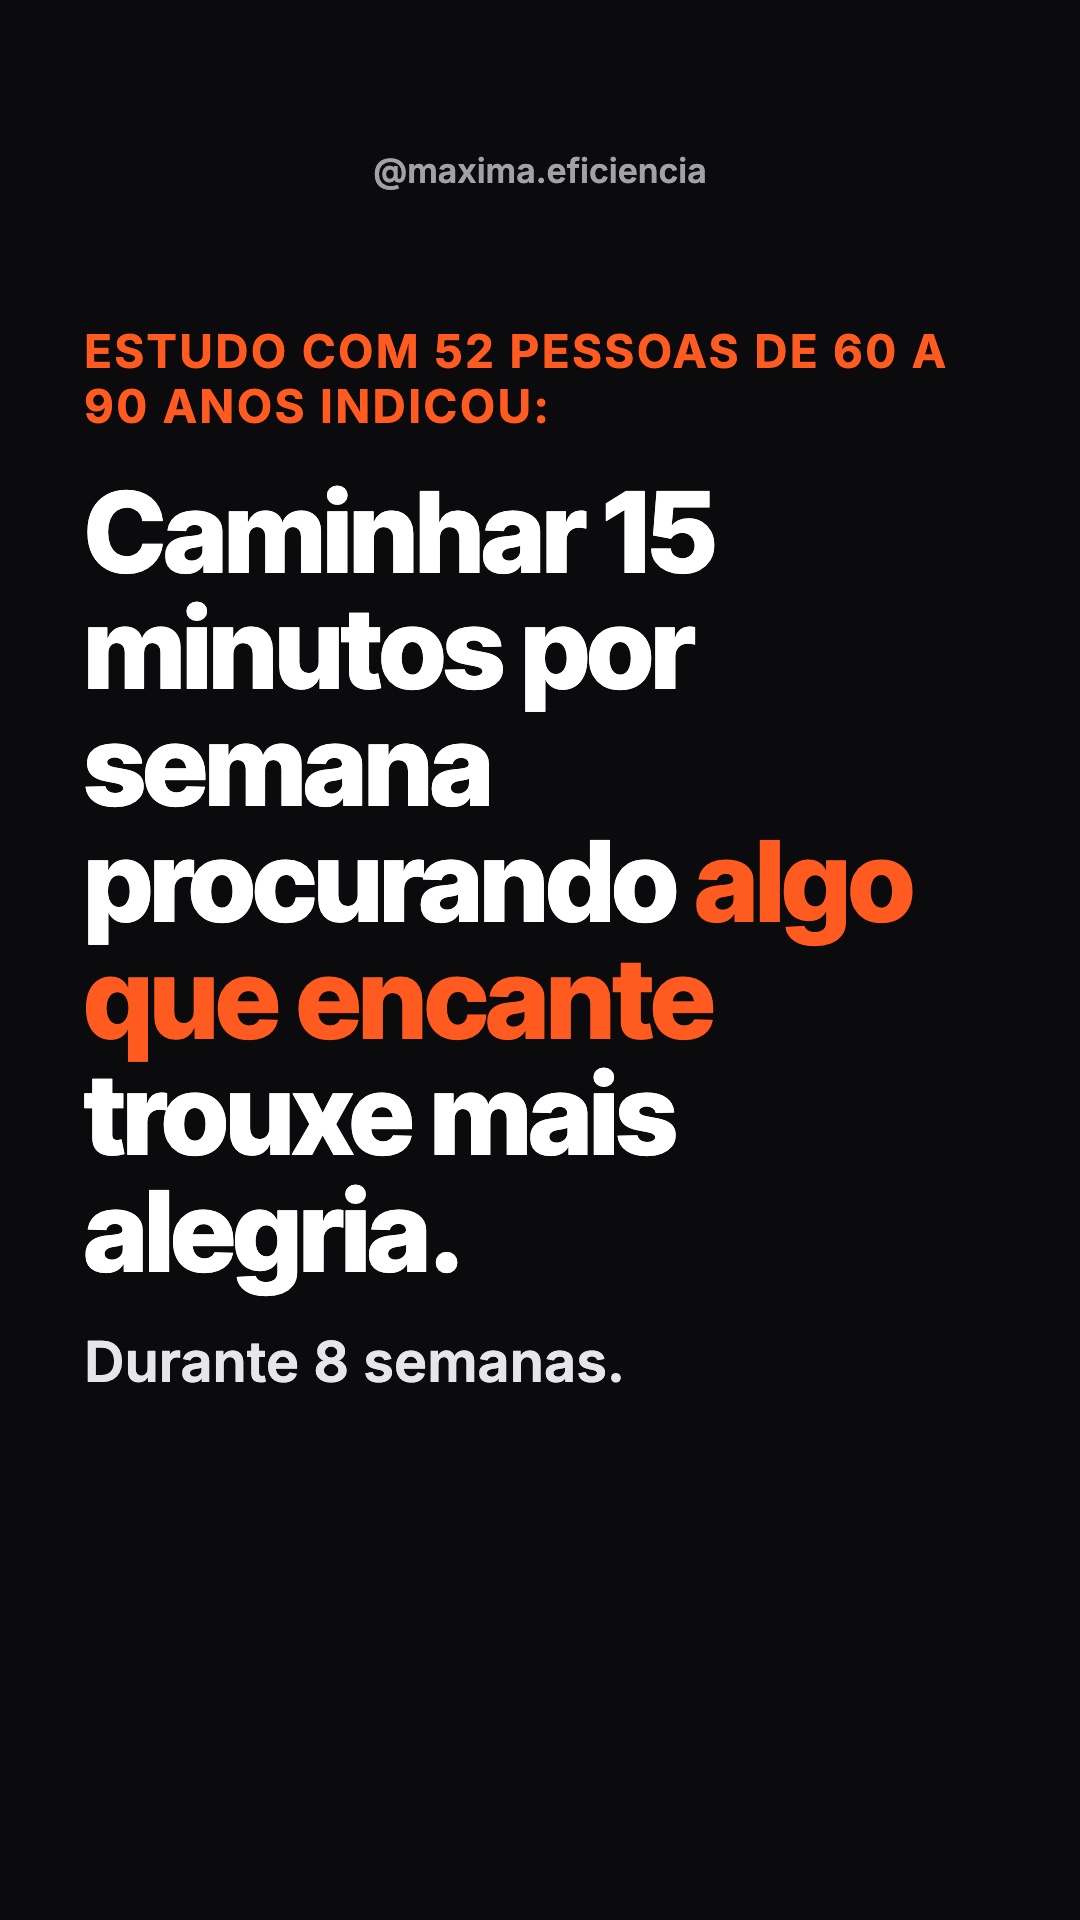 @maxima.eficiencia
ESTUDO COM 52 PESSOAS DE 60 A
90 ANOS INDICOU:
Caminhar 15
minutos por
semana
procurando algo
que encante
trouxe mais
alegria.
Durante 8 semanas.